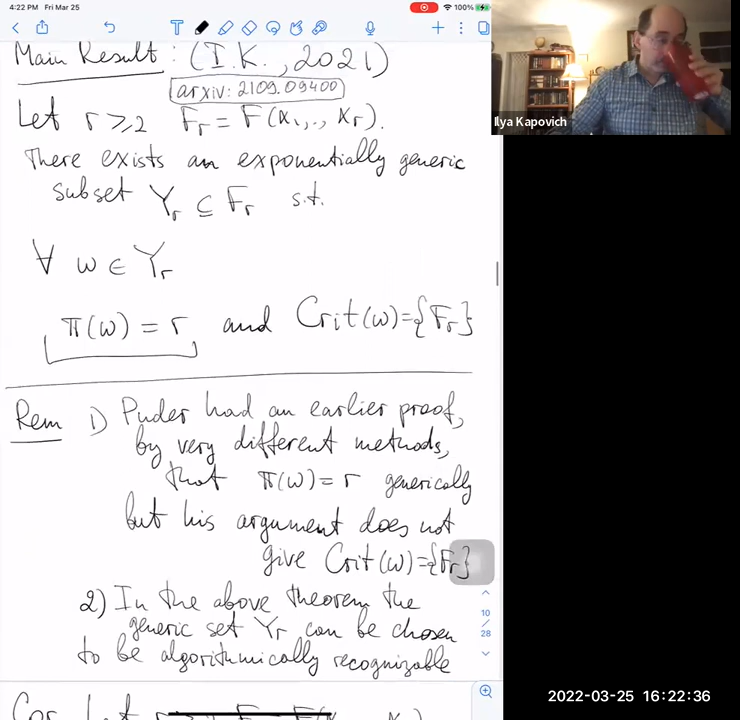 4:22 PM Fri Mar 25
100%
Main Result: (I.K., 2021)
arxiv: 2109.09400
Let r ⩾ 2 F_r = F(x_1,.., x_r).
There exists an exponentially generic
subset Y_r ⊆ F_r s.t.
∀ w ∈ Y_r
π(w) = r and Crit(w)={F_r}
Rem 1) Puder had an earlier proof,
by very different methods,
that π(w) = r generically
but his argument does not
give Crit(w)={F_r}
2) In the above theorem the
generic set Y_r can be chosen
to be algorithmically recognizable
Cor Let
10
/
28
Ilya Kapovich
2022-03-25 16:22:36